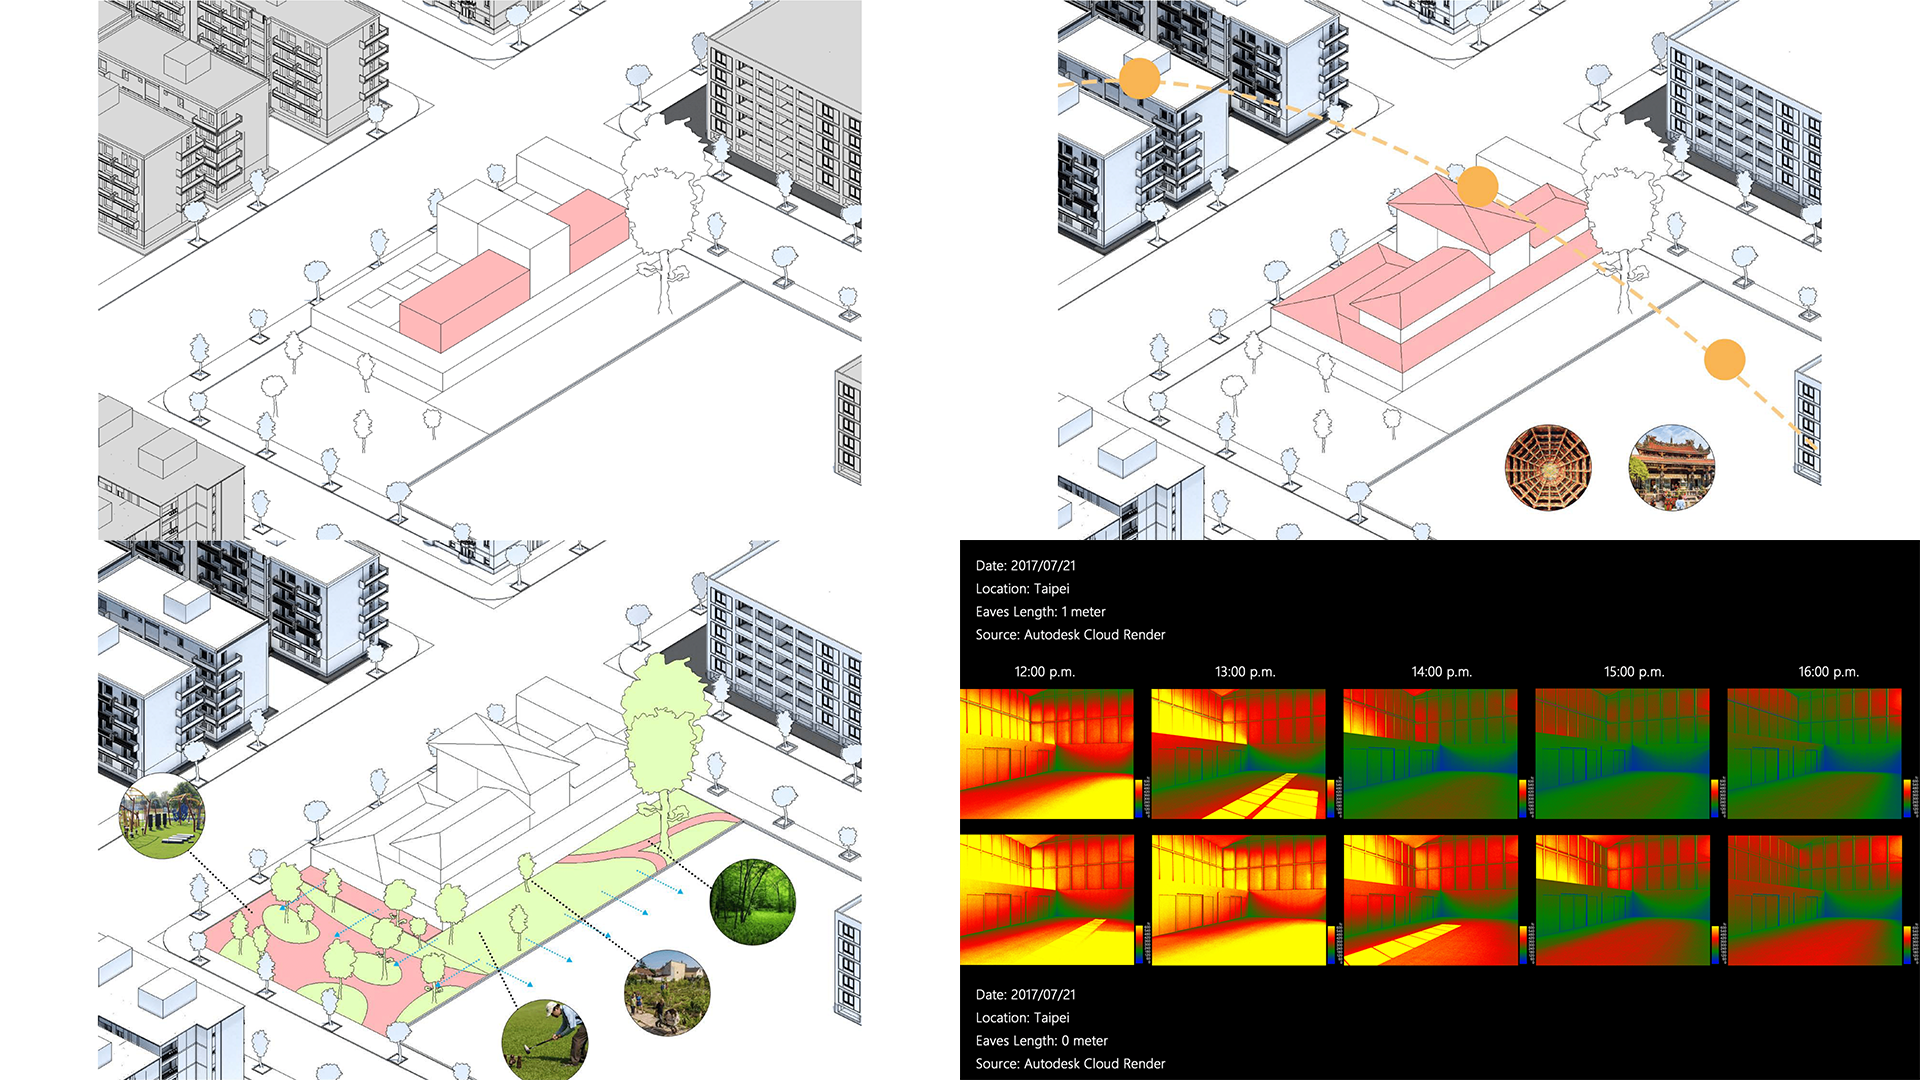 Date: 2017/07/21
Location: Taipei
Eaves Length: 1 meter
Source: Autodesk Cloud Render
12:00 p.m. 13:00 p.m. 14:00 p.m. 15:00 p.m. 16:00 p.m.
Date: 2017/07/21
Location: Taipei
Eaves Length: 0 meter
Source: Autodesk Cloud Render